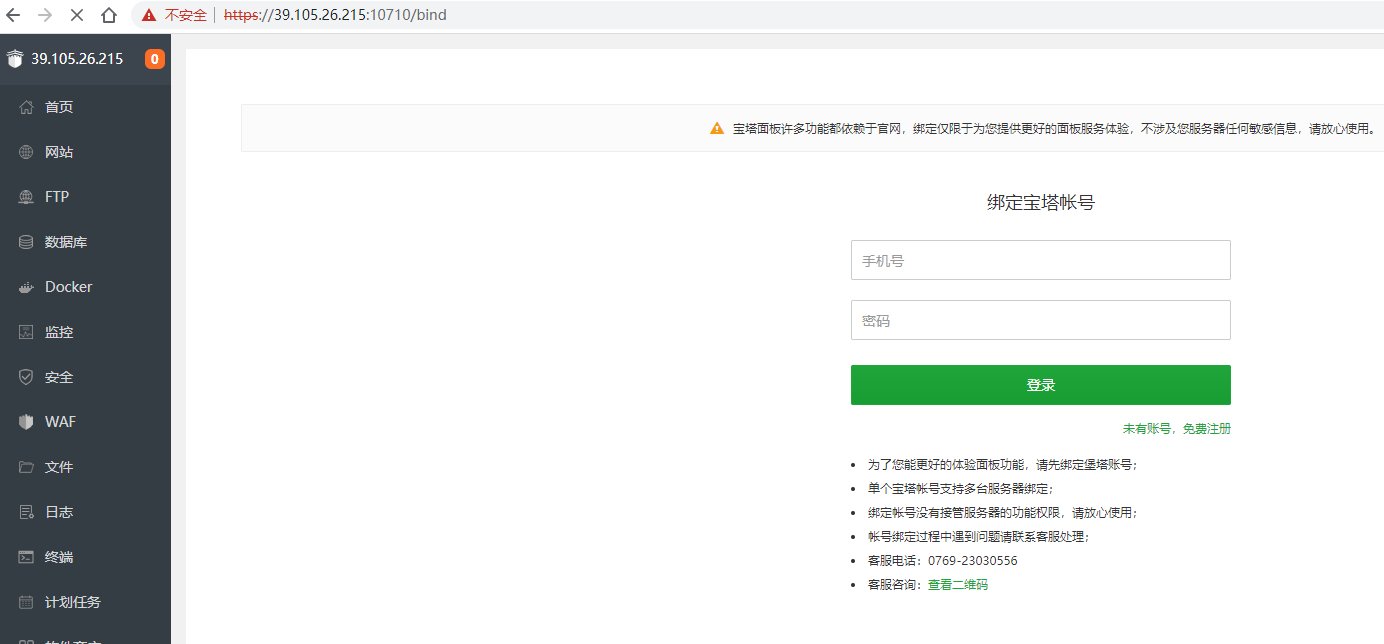 不安全 https://39.105.26.215:10710/bind
39.105.26.215 0
首页
网站
FTP
数据库
Docker
监控
安全
WAF
文件
日志
终端
计划任务
软件商店
宝塔面板许多功能都依赖于官网，绑定仅限于为您提供更好的面板服务体验，不涉及您服务器任何敏感信息，请放心使用。
绑定宝塔帐号
手机号
密码
登录
未有账号，免费注册
为了您能更好的体验面板功能，请先绑定堡塔账号；
单个宝塔帐号支持多台服务器绑定；
绑定帐号没有接管服务器的功能权限，请放心使用；
帐号绑定过程中遇到问题请联系客服处理；
客服电话：0769-23030556
客服咨询：查看二维码